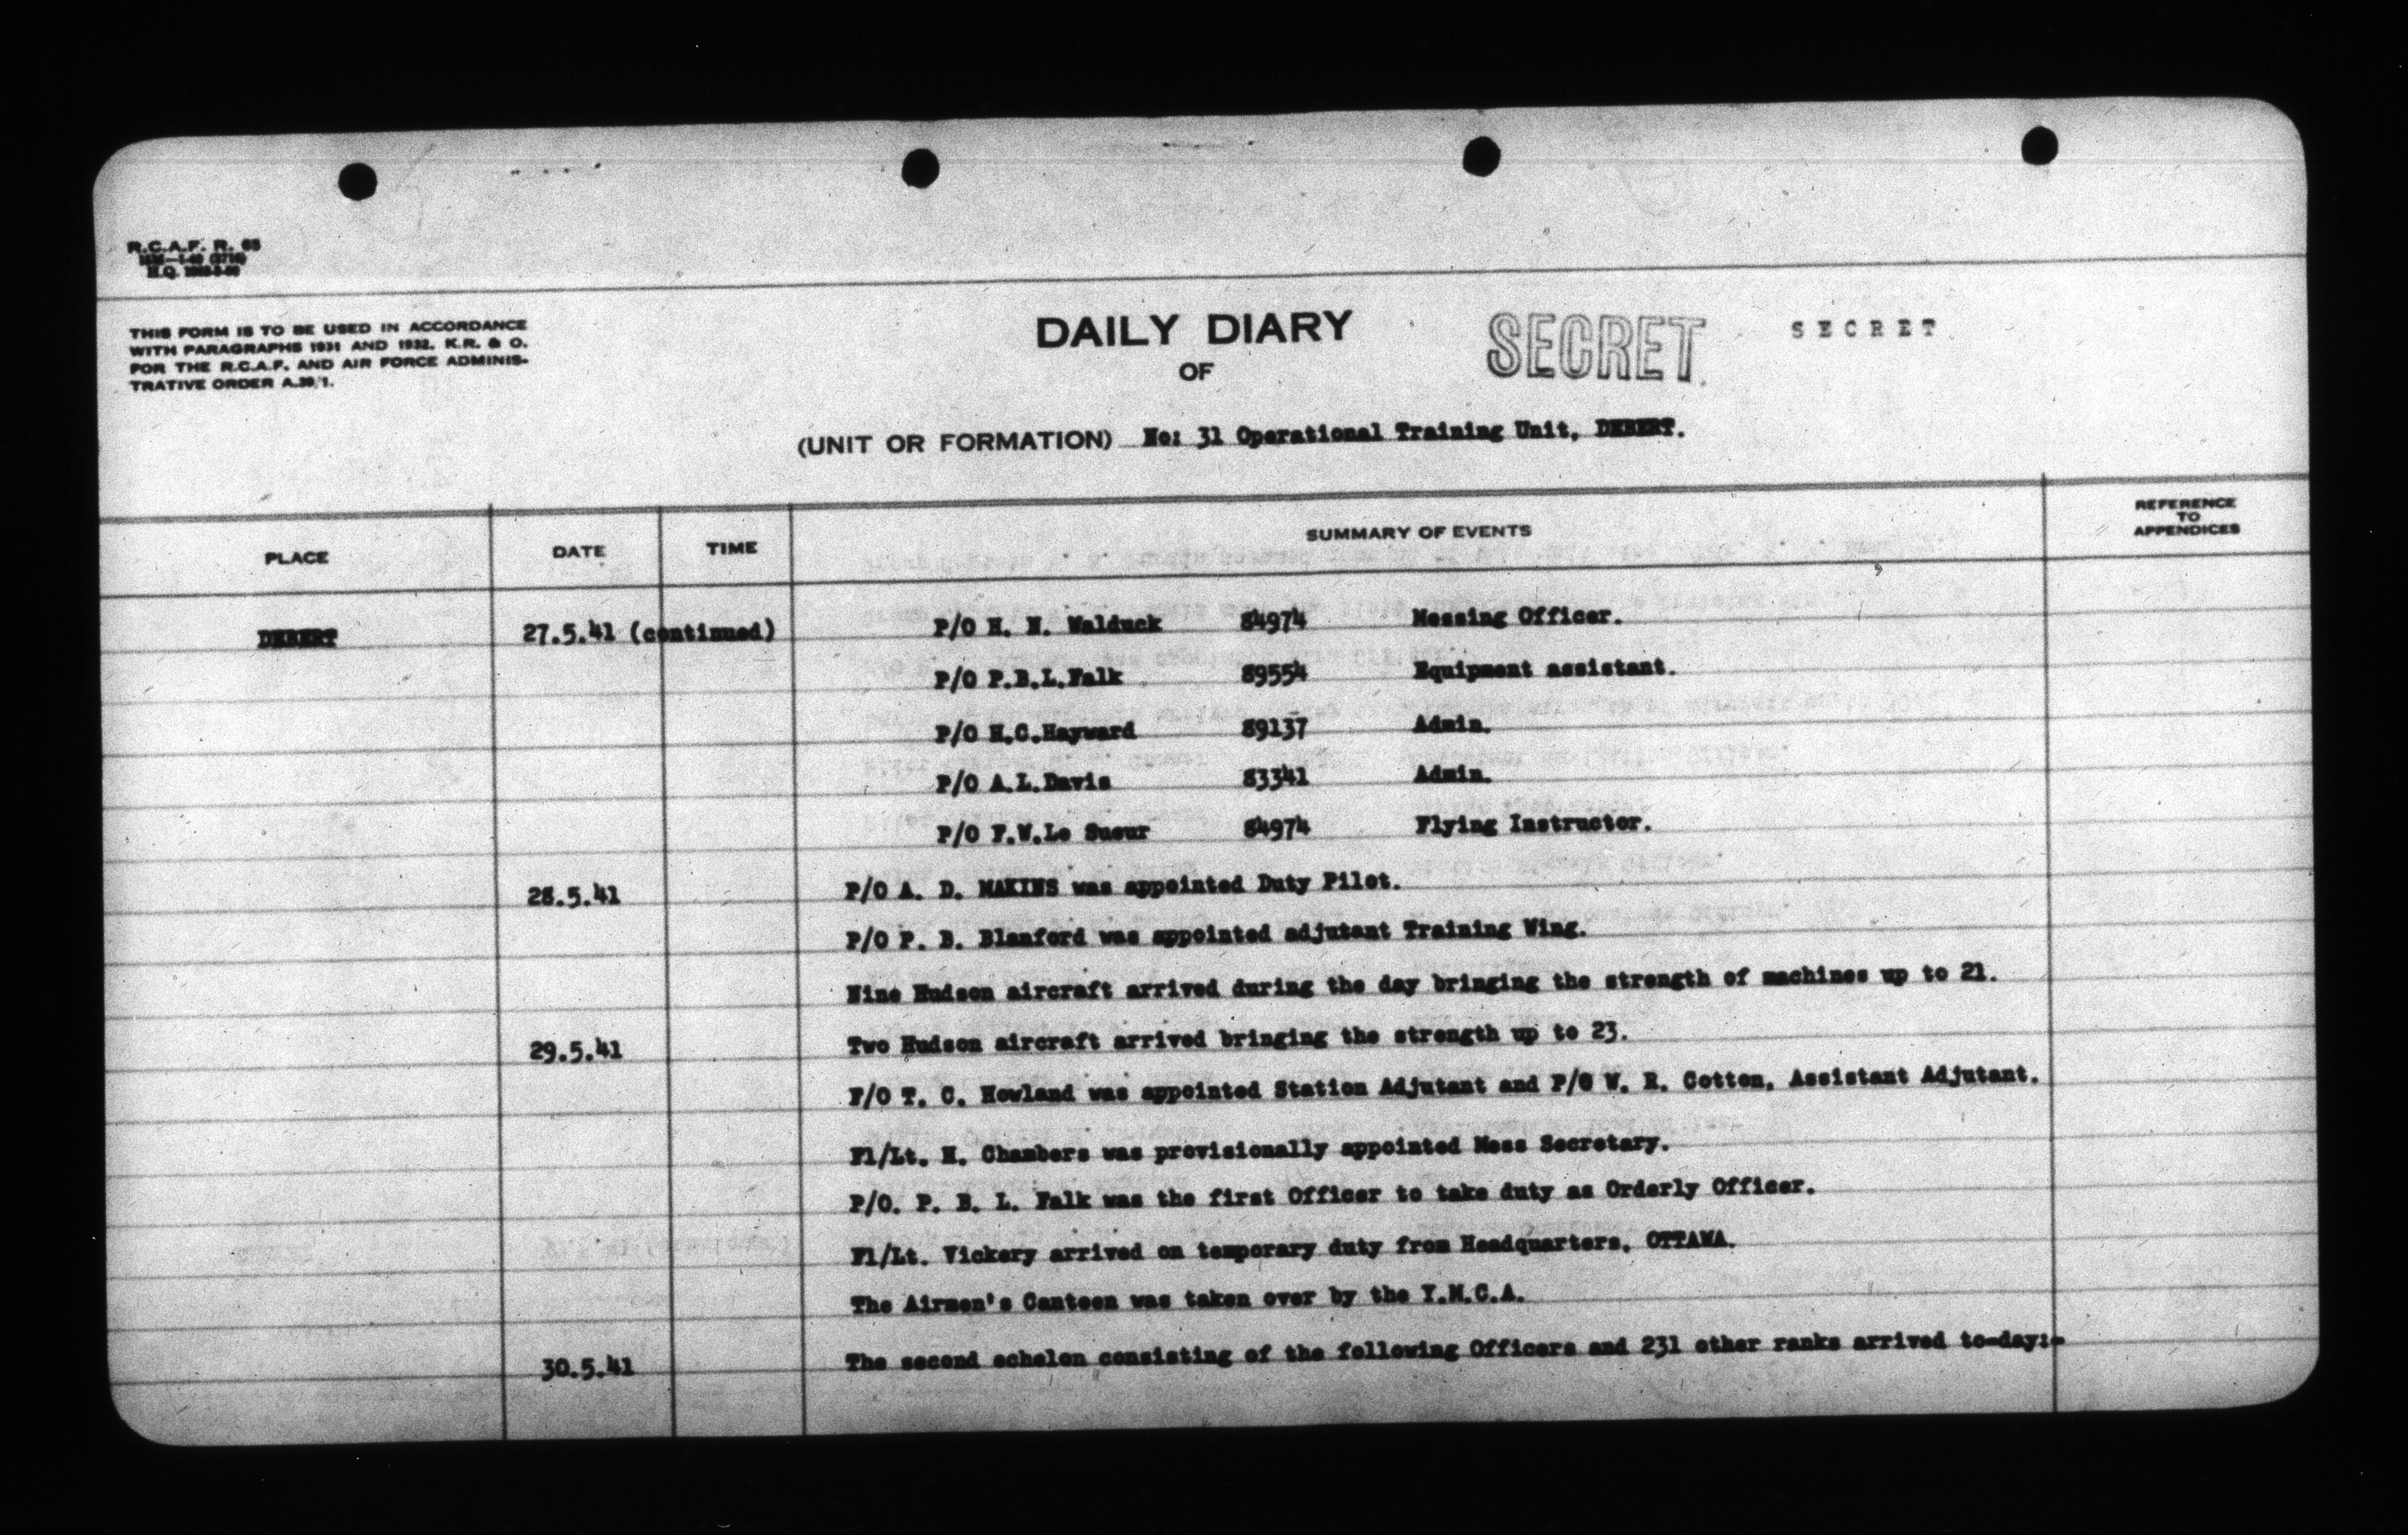 R.C.A.F. R. 65
THIS FORM IS TO BE USED IN ACCORDANCE
WITH PARAGRAPHS 1931 AND 1932, K.R. & O.
FOR THE R.C.A.F. AND AIR FORCE ADMINIS-
TRATIVE ORDER A.20/1.
DAILY DIARY
OF
SECRET
SECRET
(UNIT OR FORMATION) No: 31 Operational Training Unit, DEBERT.
PLACE DATE TIME SUMMARY OF EVENTS REFERENCE TO APPENDICES
DEBERT 27.5.41 (continued) P/O H. N. Walduck 84974 Messing Officer.
P/O P.B.L.Falk 89554 Equipment assistant.
P/O H.C.Hayward 89137 Admin.
P/O A.L.Davis 83341 Admin.
P/O F.W.Le Sueur 84974 Flying Instructor.
28.5.41 P/O A. D. MAKINS was appointed Duty Pilot.
P/O P. B. Blanford was appointed adjutant Training Wing.
Nine Hudson aircraft arrived during the day bringing the strength of machines up to 21.
29.5.41 Two Hudson aircraft arrived bringing the strength up to 23.
F/O T. C. Howland was appointed Station Adjutant and P/O W. R. Cotton, Assistant Adjutant.
Fl/Lt. H. Chambers was provisionally appointed Mess Secretary.
P/O. P. B. L. Falk was the first Officer to take duty as Orderly Officer.
Fl/Lt. Vickery arrived on temporary duty from Headquarters, OTTAWA.
The Airmen's Canteen was taken over by the Y.M.C.A.
30.5.41 The second echelon consisting of the following Officers and 231 other ranks arrived to-day:-